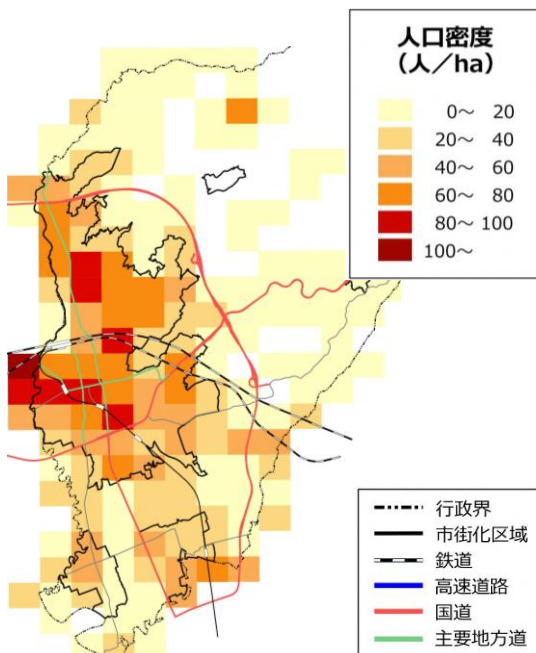 人口密度
(人/ha)
0〜 20
20〜 40
40〜 60
60〜 80
80〜 100
100〜
行政界
市街化区域
鉄道
高速道路
国道
主要地方道